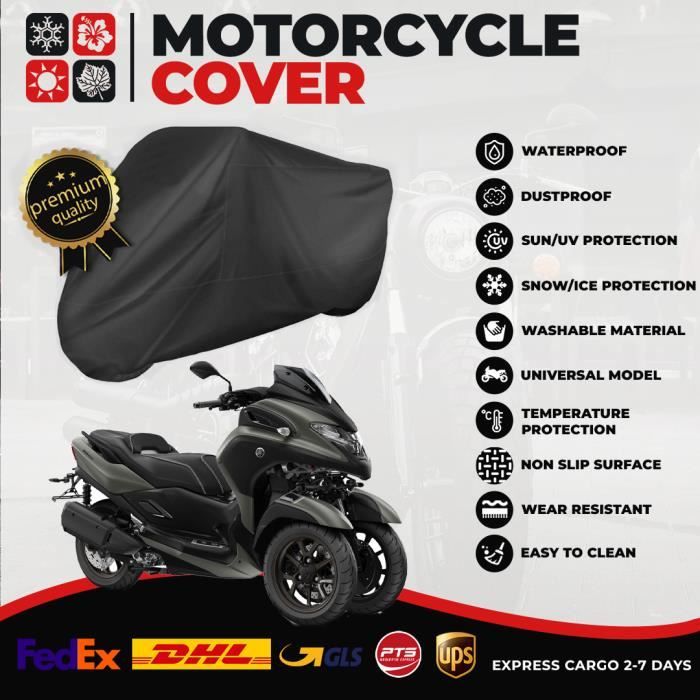 MOTORCYCLE
COVER
premium
quality
WATERPROOF
DUSTPROOF
UV
SUN/UV PROTECTION
SNOW/ICE PROTECTION
WASHABLE MATERIAL
UNIVERSAL MODEL
°C
TEMPERATURE
PROTECTION
NON SLIP SURFACE
WEAR RESISTANT
EASY TO CLEAN
FedEx
DHL
GLS
PTS
ups
EXPRESS CARGO 2-7 DAYS